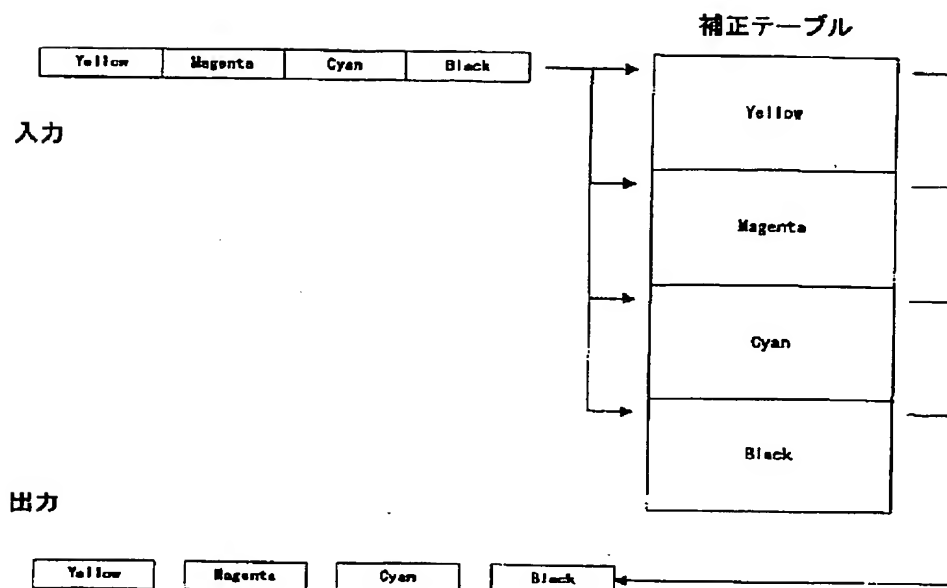 補正テーブル
Yellow Magenta Cyan Black
入力
Yellow
Magenta
Cyan
Black
出力
Yellow Magenta Cyan Black